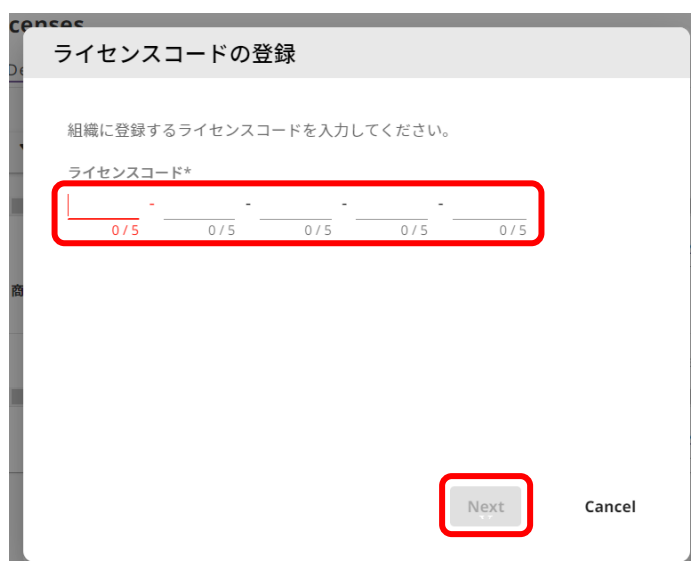 ライセンスコードの登録
組織に登録するライセンスコードを入力してください。
ライセンスコード*
- - - -
0 / 5 0 / 5 0 / 5 0 / 5 0 / 5
商
Next Cancel